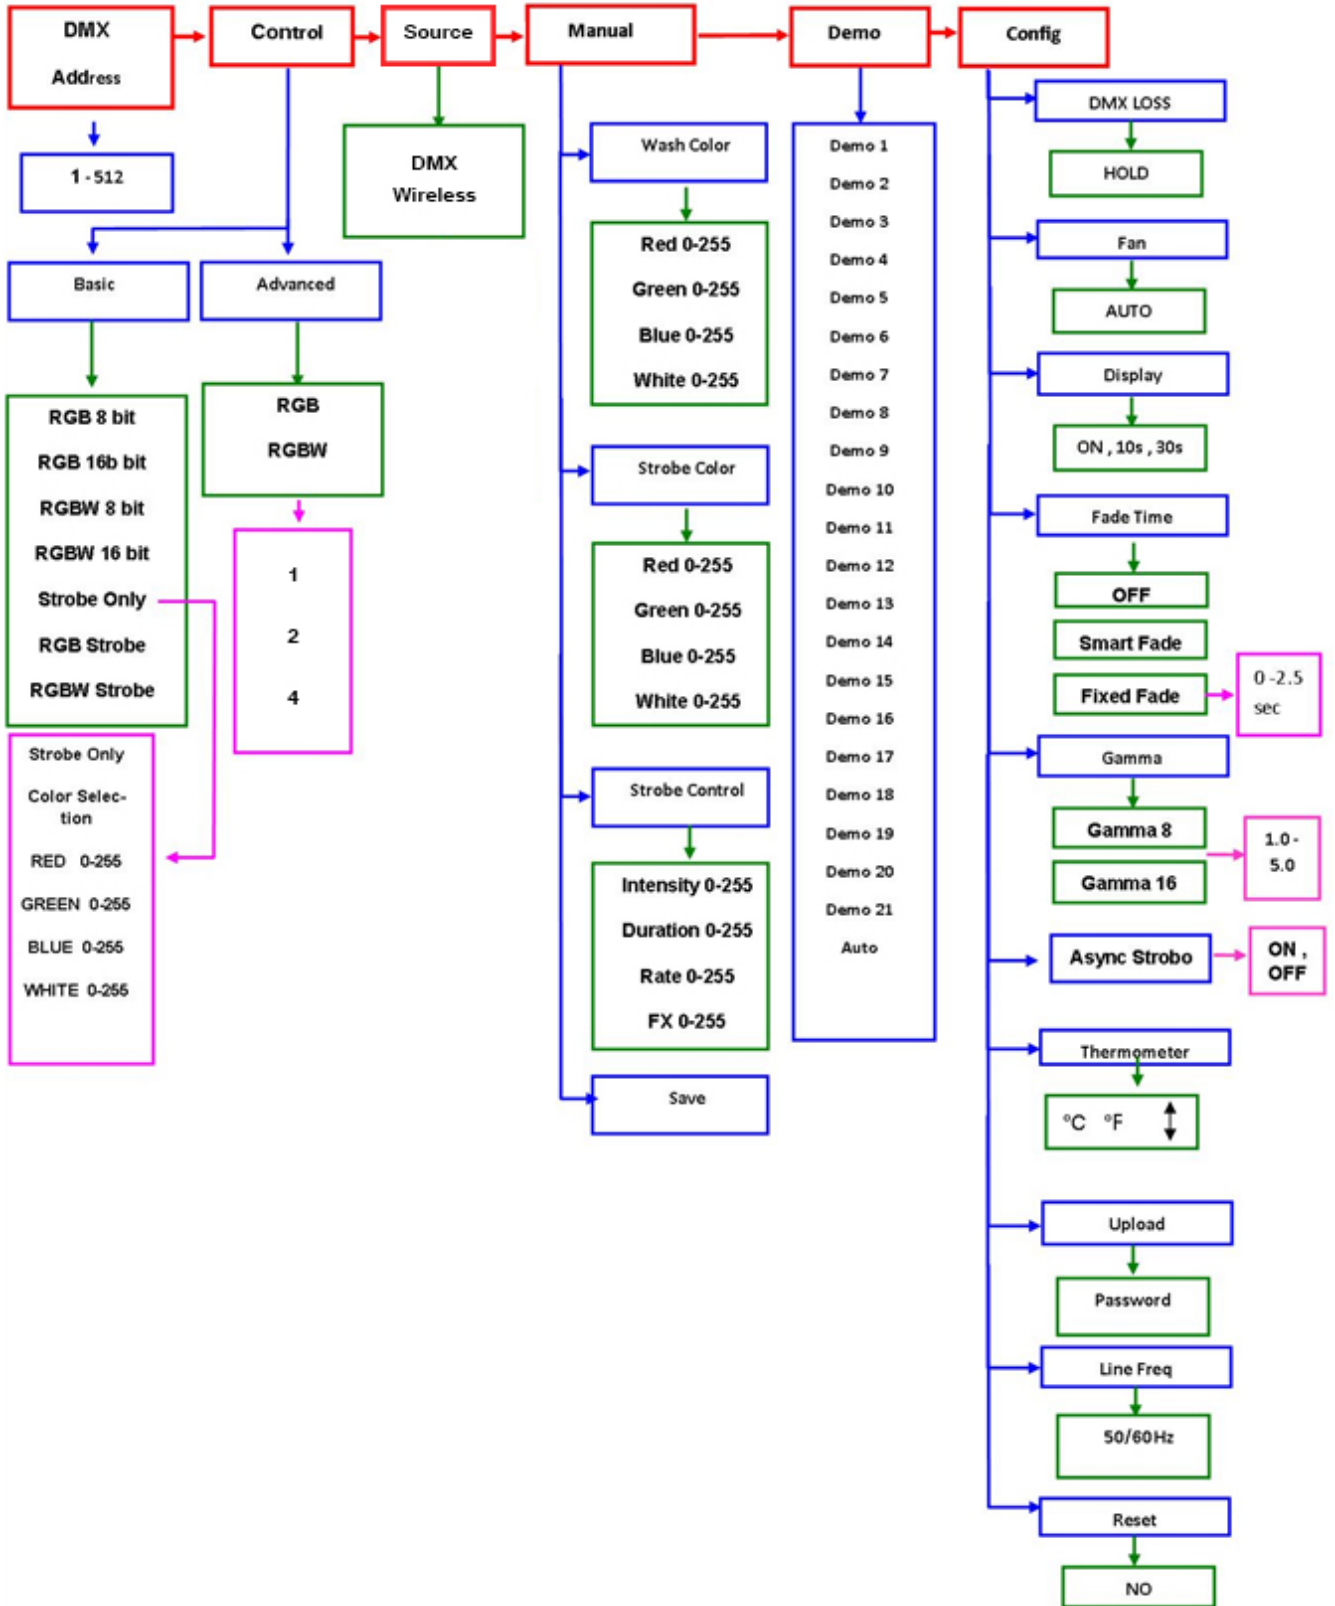 DMX
Address
Control
Source
Manual
Demo
Config
1 - 512
Basic
RGB 8 bit
RGB 16b bit
RGBW 8 bit
RGBW 16 bit
Strobe Only
RGB Strobe
RGBW Strobe
Strobe Only
Color Selec-
tion
RED 0-255
GREEN 0-255
BLUE 0-255
WHITE 0-255
Advanced
RGB
RGBW
1
2
4
DMX
Wireless
Wash Color
Red 0-255
Green 0-255
Blue 0-255
White 0-255
Strobe Color
Red 0-255
Green 0-255
Blue 0-255
White 0-255
Strobe Control
Intensity 0-255
Duration 0-255
Rate 0-255
FX 0-255
Save
Demo 1
Demo 2
Demo 3
Demo 4
Demo 5
Demo 6
Demo 7
Demo 8
Demo 9
Demo 10
Demo 11
Demo 12
Demo 13
Demo 14
Demo 15
Demo 16
Demo 17
Demo 18
Demo 19
Demo 20
Demo 21
Auto
DMX LOSS
HOLD
Fan
AUTO
Display
ON , 10s , 30s
Fade Time
OFF
Smart Fade
Fixed Fade
0 -2.5
sec
Gamma
Gamma 8
Gamma 16
1.0 -
5.0
Async Strobo
ON ,
OFF
Thermometer
°C °F
Upload
Password
Line Freq
50/60Hz
Reset
NO